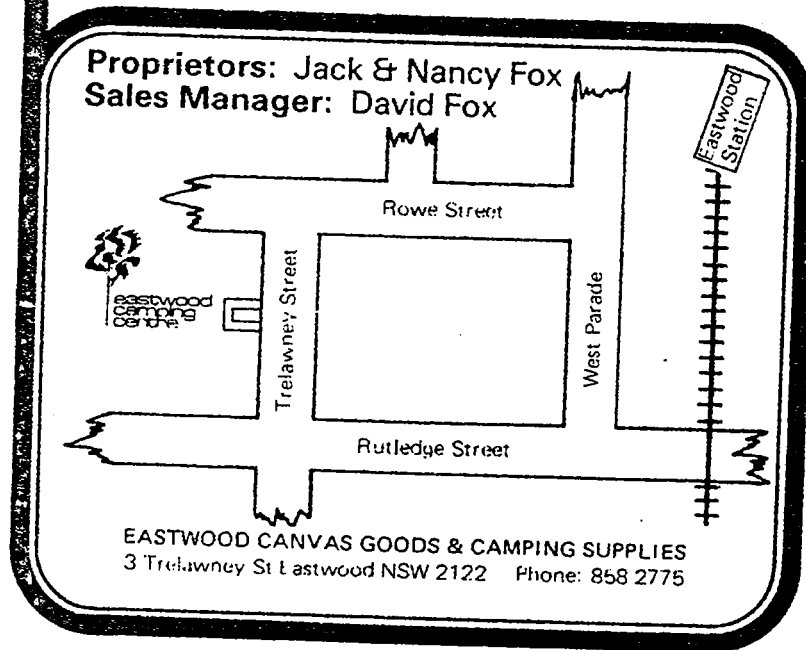 Proprietors: Jack & Nancy Fox
Sales Manager: David Fox
Eastwood
Station
Rowe Street
Trelawney Street
eastwood
camping
centre
West Parade
Rutledge Street
EASTWOOD CANVAS GOODS & CAMPING SUPPLIES
3 Trelawney St Eastwood NSW 2122 Phone: 858 2775